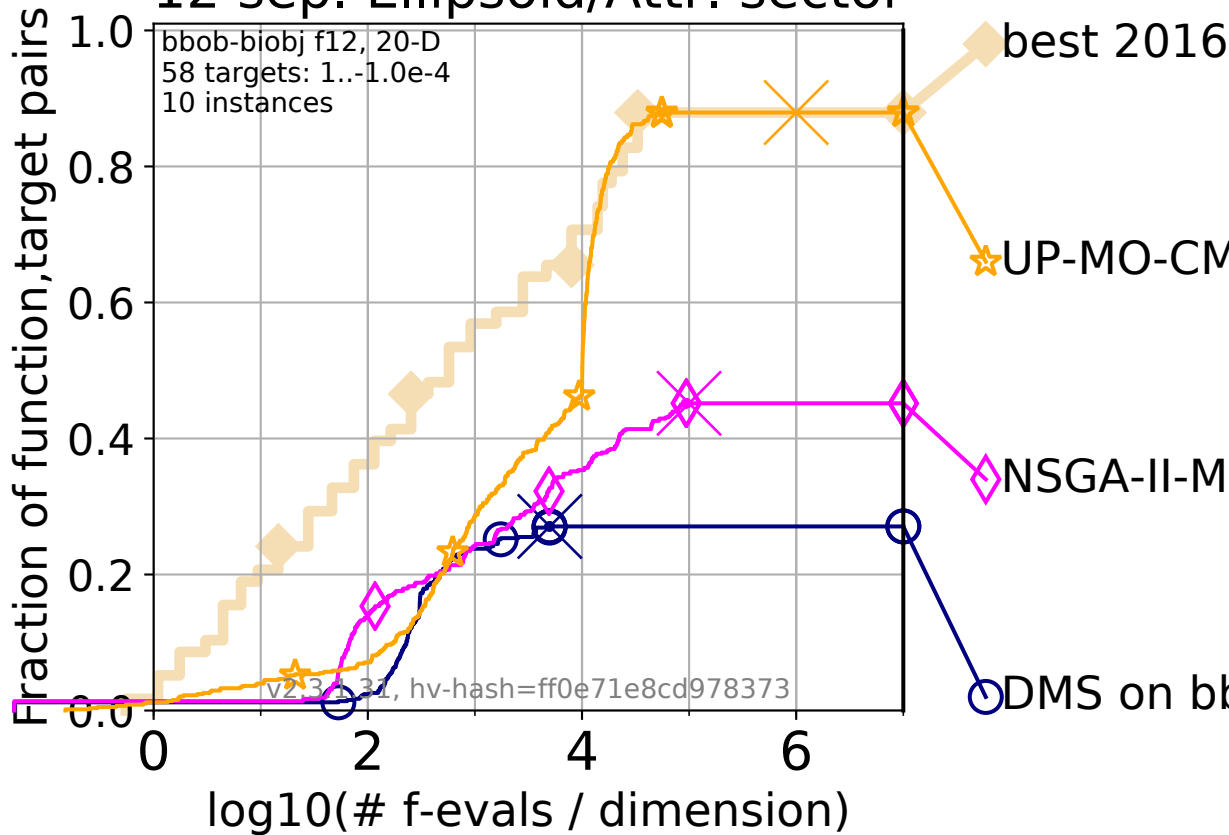 12 sep. Ellipsoid/Attr. sector
bbob-biobj f12, 20-D
58 targets: 1..-1.0e-4
10 instances
Fraction of function,target pairs
1.0
0.8
0.6
0.4
0.2
0.0
best 2016
UP-MO-CM
NSGA-II-M
DMS on bb
v2.3.1.31, hv-hash=ff0e71e8cd978373
0 2 4 6
log10(# f-evals / dimension)